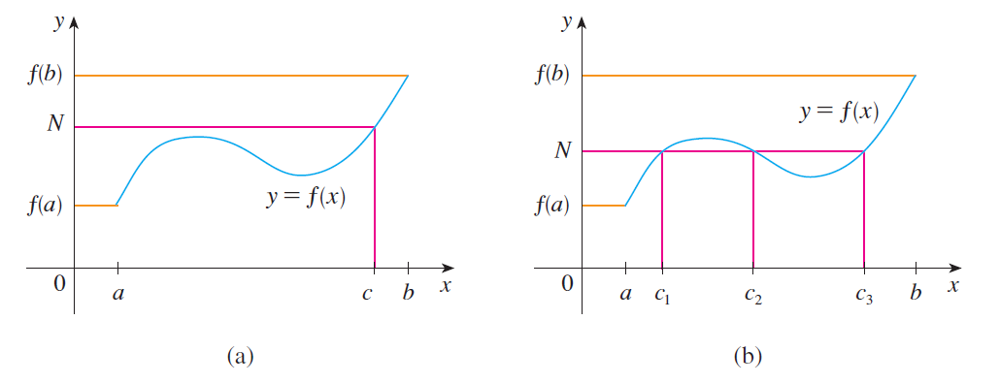 y
f(b)
N
f(a)
y = f(x)
0
a
c
b
x
(a)
y
f(b)
y = f(x)
N
f(a)
0
a
c₁
c₂
c₃
b
x
(b)